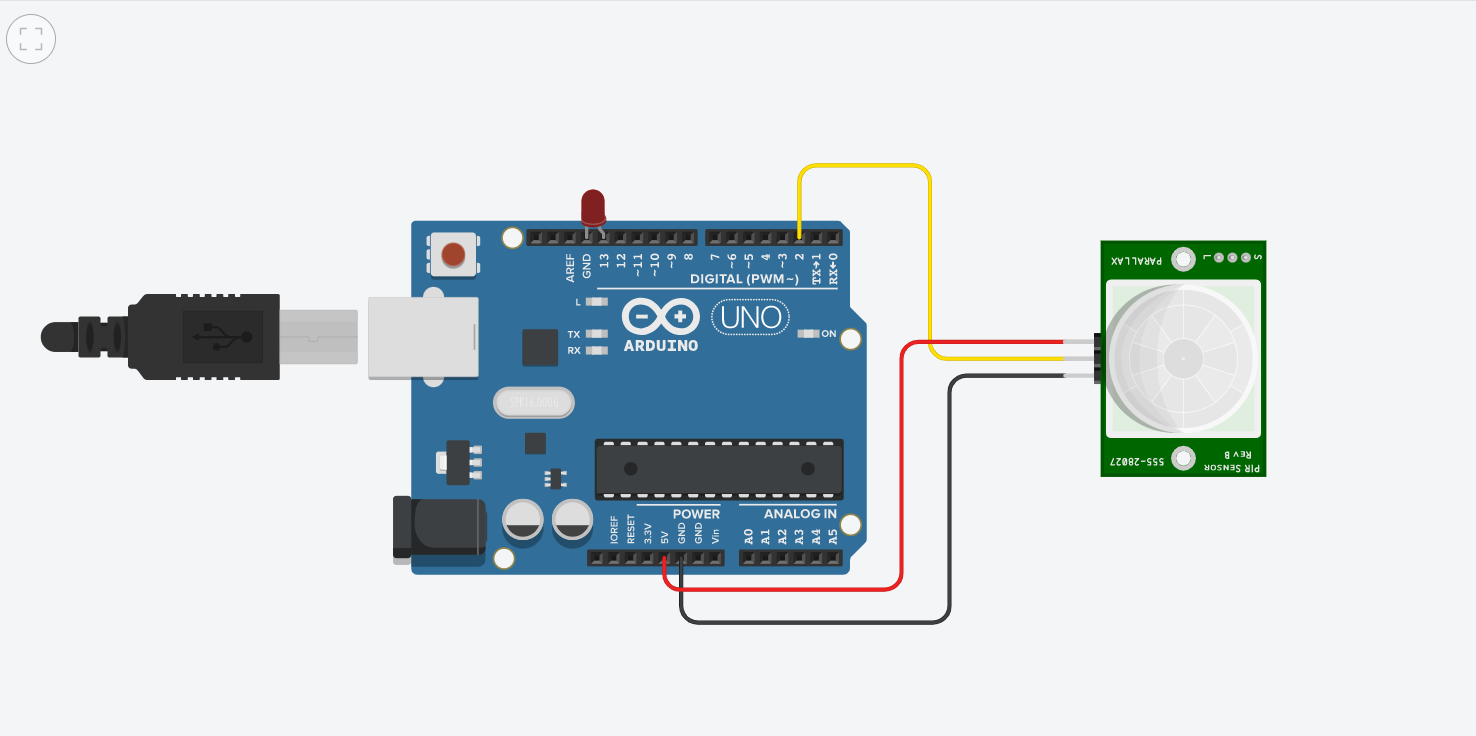 AREF
GND
13
12
~11
~10
~9
8
7
~6
~5
4
~3
2
TX→1
RX←0
DIGITAL (PWM~)
L
TX
RX
UNO
ARDUINO
ON
POWER
ANALOG IN
IOREF
RESET
3.3V
5V
GND
GND
Vin
A0
A1
A2
A3
A4
A5
PARALLAX
L
S
555-28027
PIR SENSOR
REV B